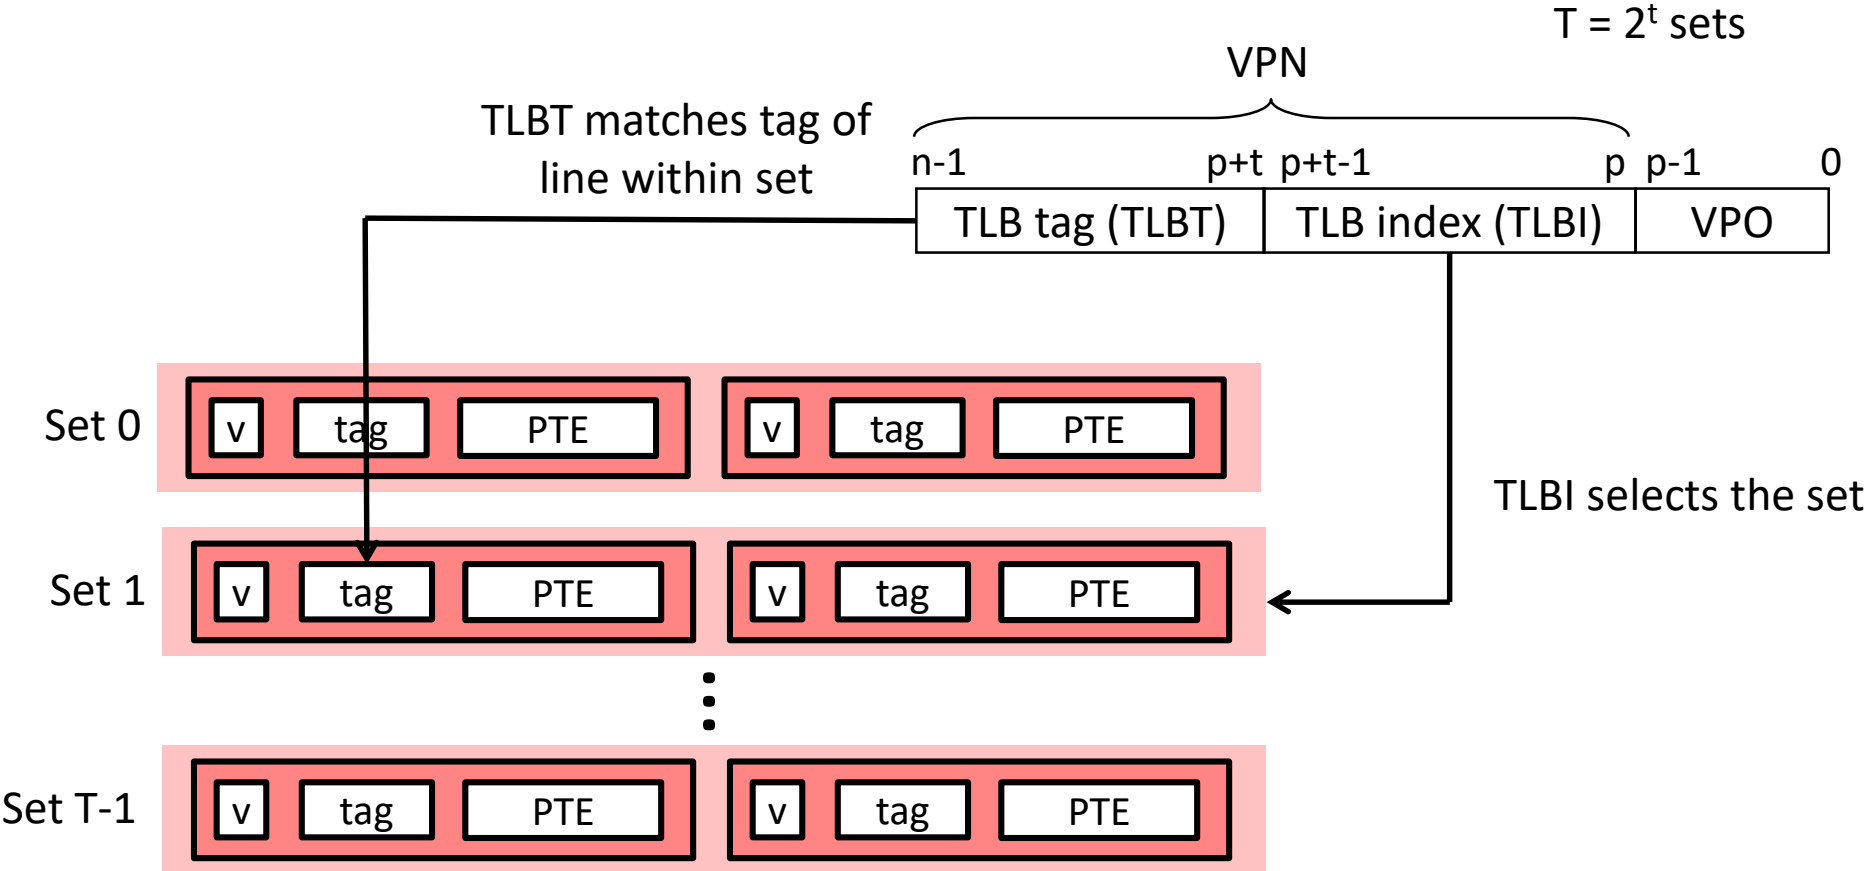 T = 2ᵗ sets
VPN
TLBT matches tag of
line within set
n-1 p+t p+t-1 p p-1 0
TLB tag (TLBT) TLB index (TLBI) VPO
Set 0 v tag PTE v tag PTE
TLBI selects the set
Set 1 v tag PTE v tag PTE
Set T-1 v tag PTE v tag PTE